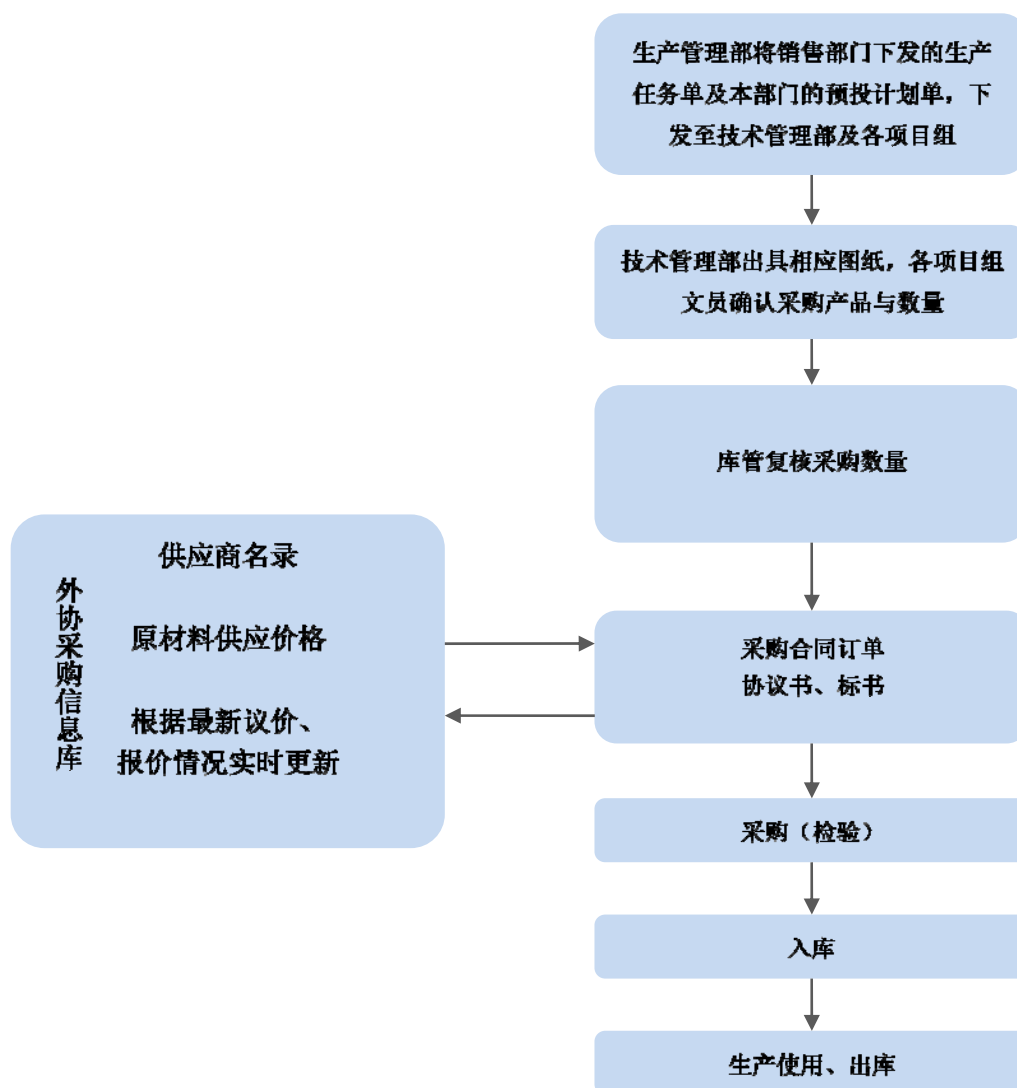 生产管理部将销售部门下发的生产
任务单及本部门的预投计划单，下
发至技术管理部及各项目组
技术管理部出具相应图纸，各项目组
文员确认采购产品与数量
库管复核采购数量
外协采购信息库
供应商名录
原材料供应价格
根据最新议价、
报价情况实时更新
采购合同订单
协议书、标书
采购（检验）
入库
生产使用、出库